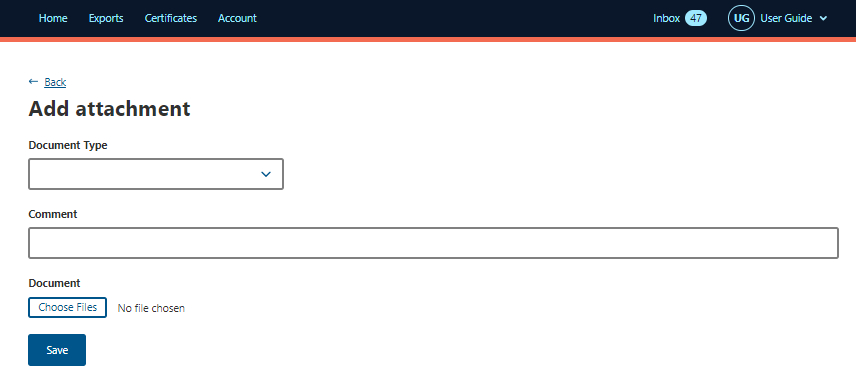 Home Exports Certificates Account Inbox 47 UG User Guide
← Back
Add attachment
Document Type
Comment
Document
Choose Files No file chosen
Save